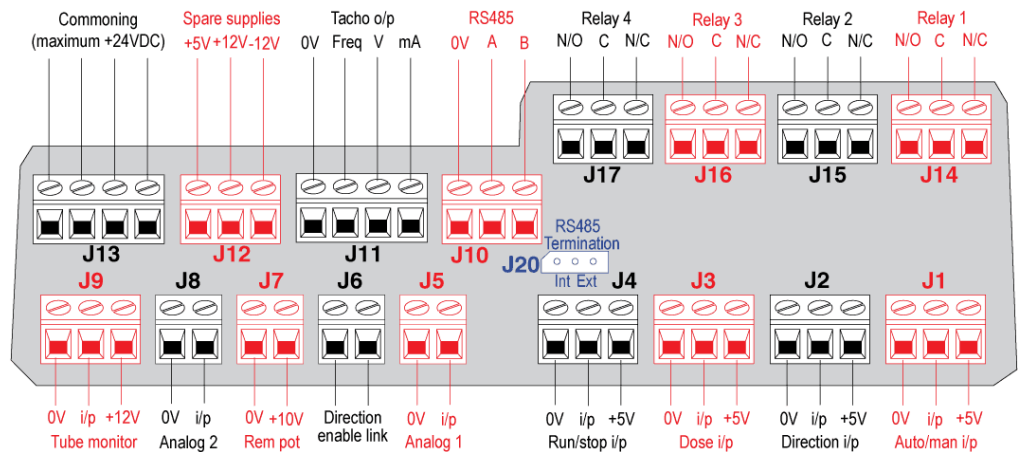 Commoning Spare supplies Tacho o/p RS485 Relay 4 Relay 3 Relay 2 Relay 1
(maximum +24VDC) +5V +12V -12V 0V Freq V mA 0V A B N/O C N/C N/O C N/C N/O C N/C N/O C N/C
J17 J16 J15 J14
J13 J12 J11 J10
RS485
Termination
J20
Int Ext
J9 J8 J7 J6 J5 J4 J3 J2 J1
0V i/p +12V 0V i/p 0V +10V Direction 0V i/p 0V i/p +5V 0V i/p +5V 0V i/p +5V 0V i/p +5V
Tube monitor Analog 2 Rem pot enable link Analog 1 Run/stop i/p Dose i/p Direction i/p Auto/man i/p